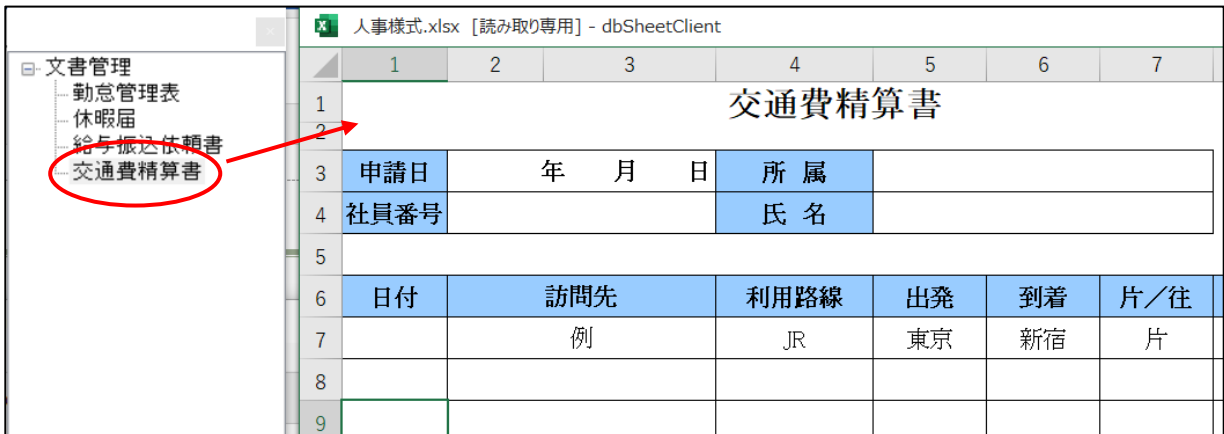 人事様式.xlsx [読み取り専用] - dbSheetClient
文書管理
勤怠管理表
休暇届
給与振込依頼書
交通費精算書
1 2 3 4 5 6 7
1 交通費精算書
2
3 申請日 年 月 日 所 属
4 社員番号 氏 名
5
6 日付 訪問先 利用路線 出発 到着 片／往
7 例 JR 東京 新宿 片
8
9